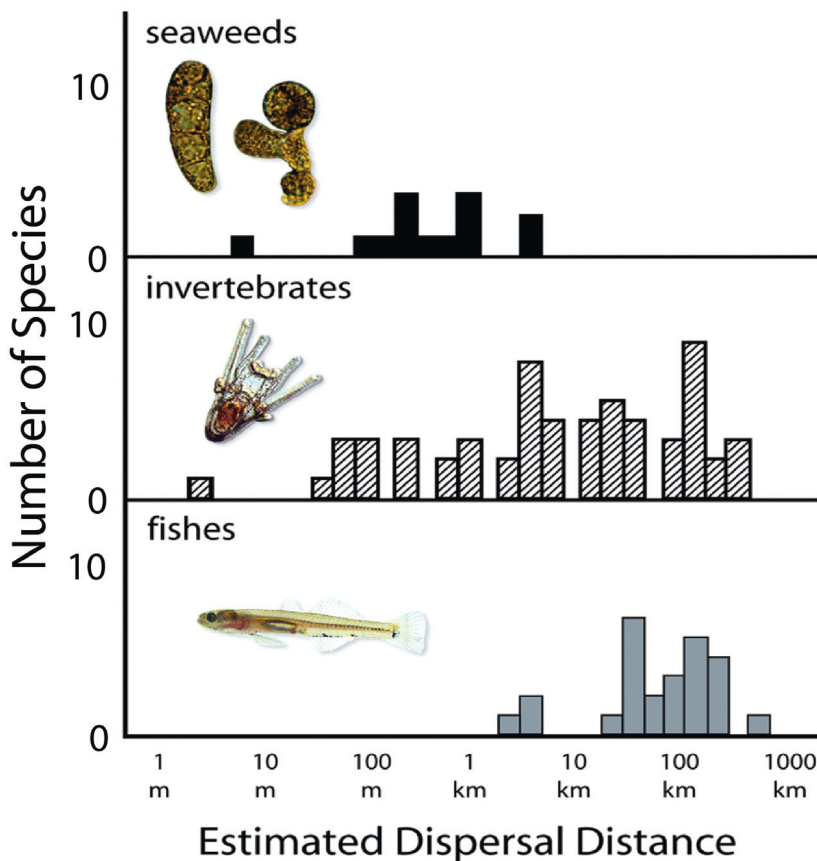 seaweeds
10
0
invertebrates
10
0
fishes
10
0
Number of Species
1 10 100 1 10 100 1000
m m m km km km km
Estimated Dispersal Distance